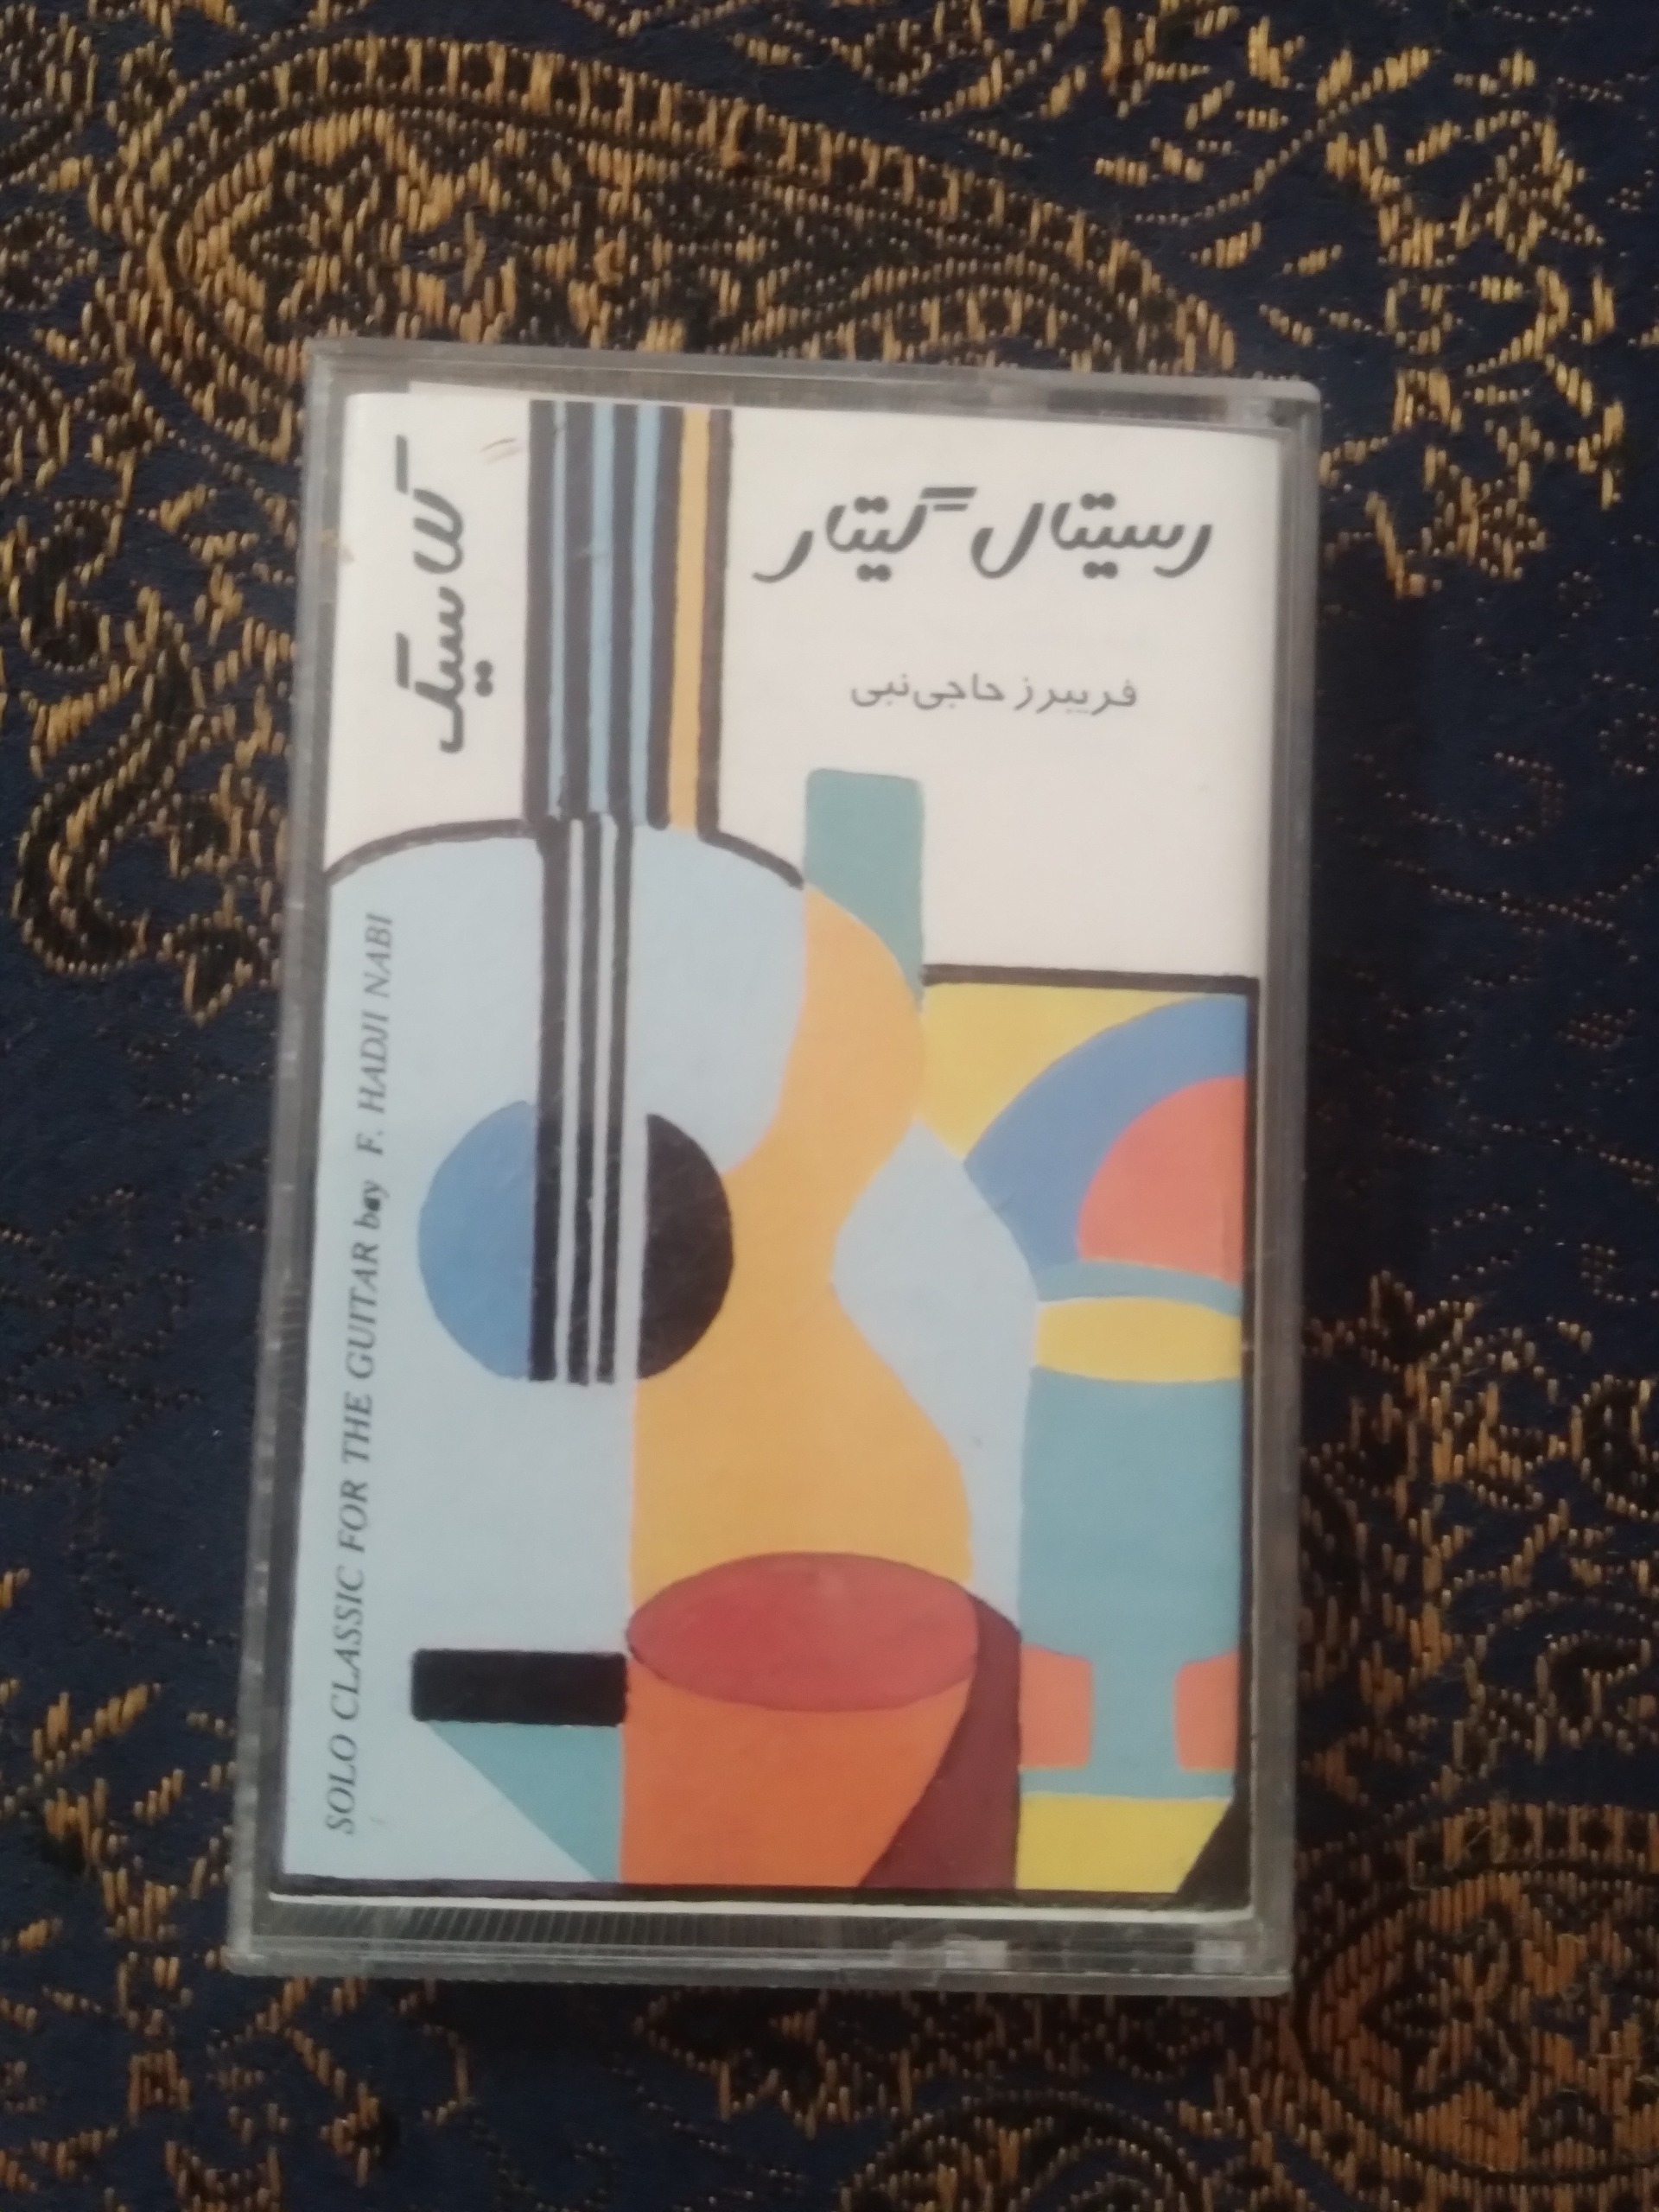 رسیتال گیتار
کلاسیک
فریبرز حاجی‌نبی
SOLO CLASSIC FOR THE GUITAR bay F. HADJI NABI